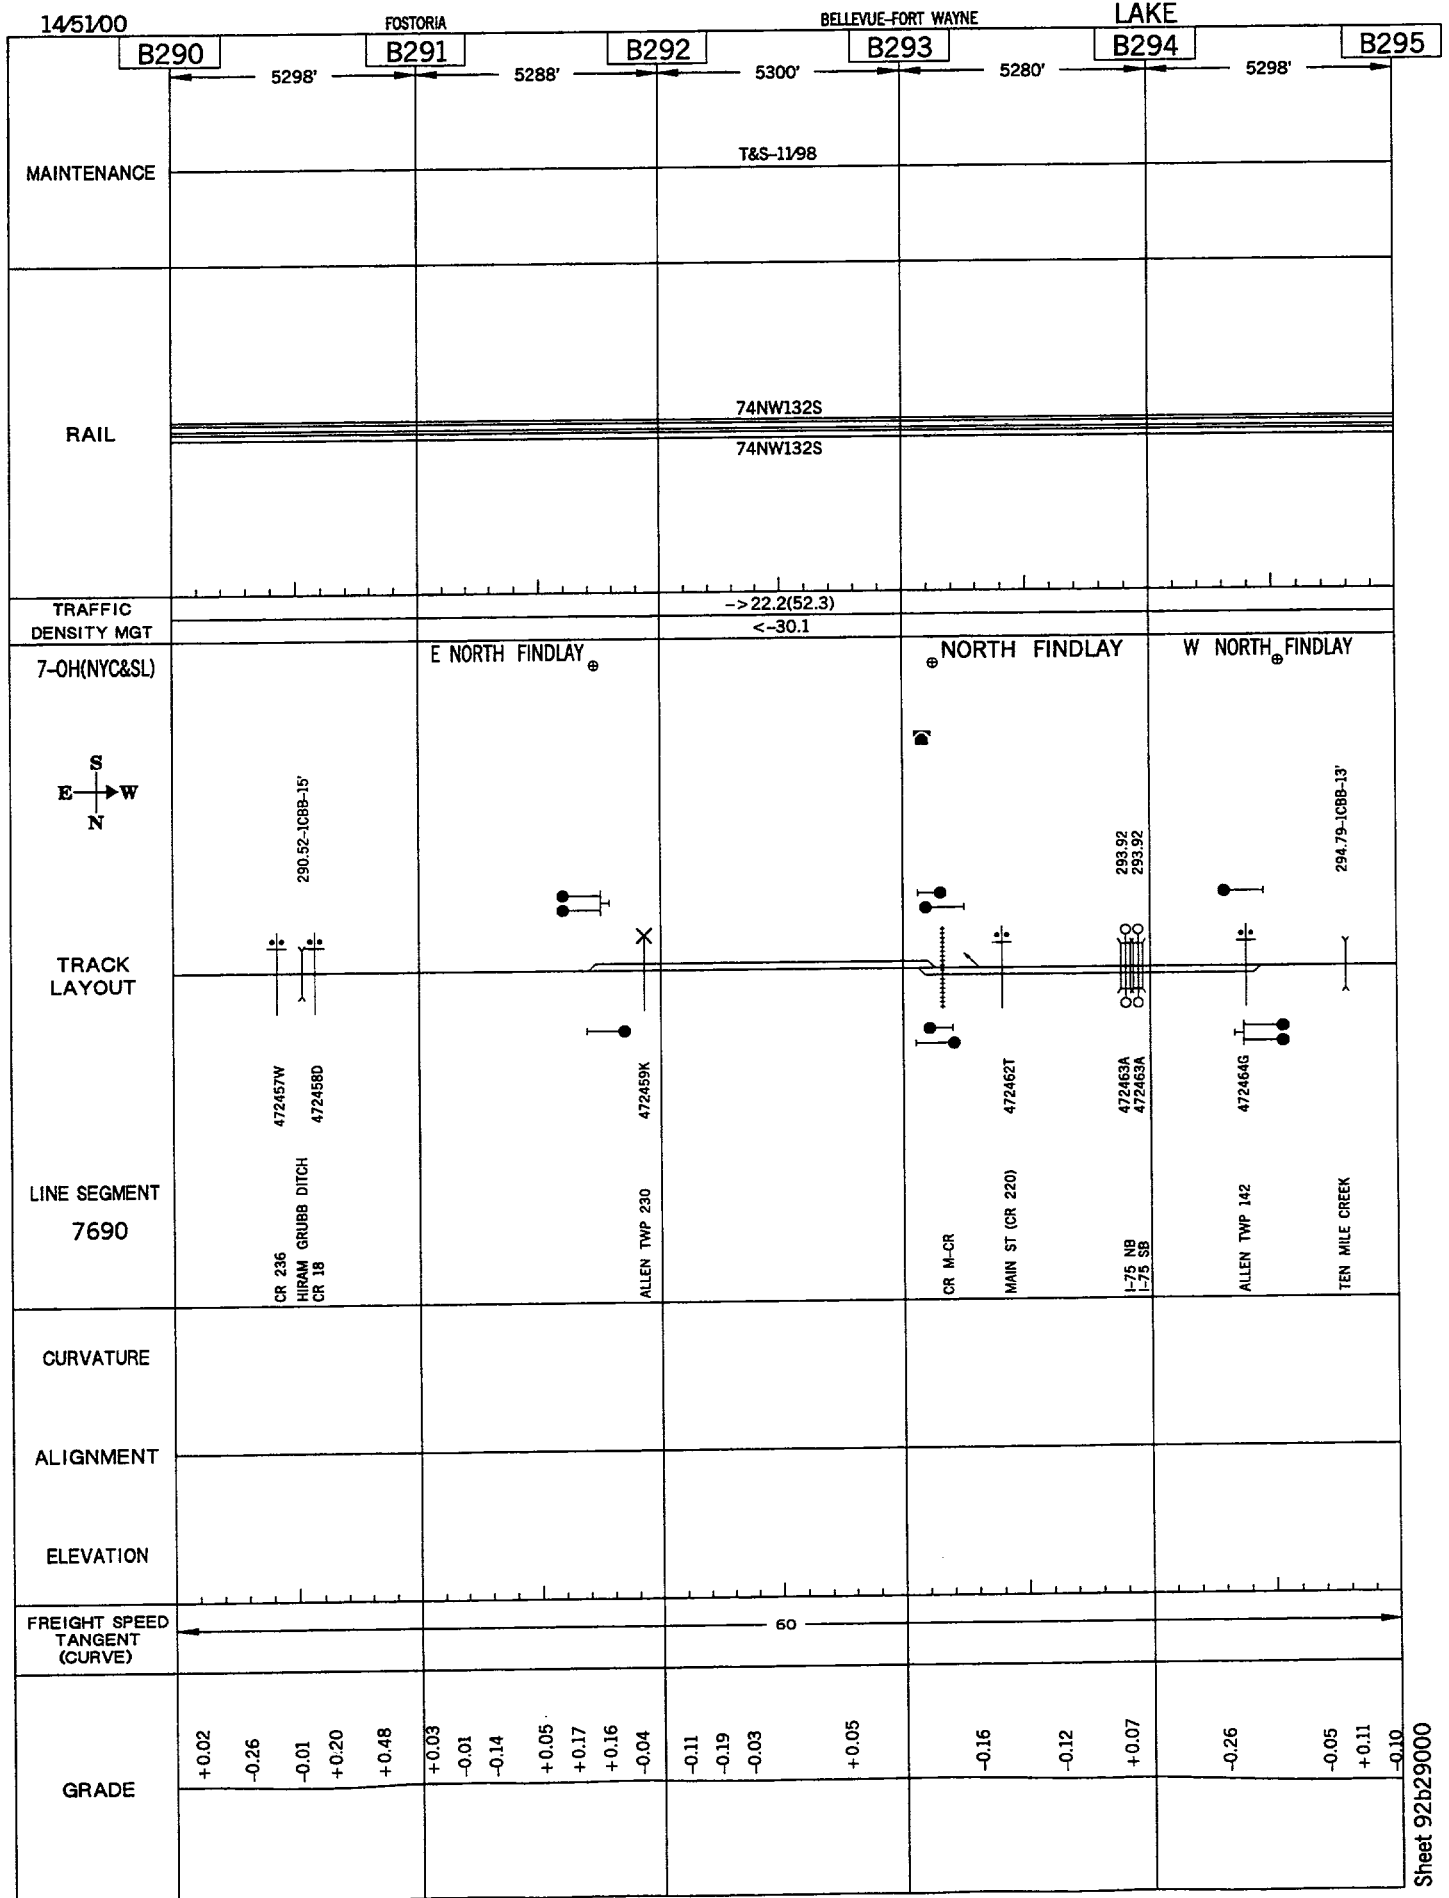 14/51/00
FOSTORIA
BELLEVUE-FORT WAYNE
LAKE
B290
B291
B292
B293
B294
B295
5298'
5288'
5300'
5280'
5298'
MAINTENANCE
T&S-11/98
RAIL
74NW132S
74NW132S
TRAFFIC
DENSITY MGT
->22.2(52.3)
<-30.1
7-OH(NYC&SL)
E NORTH FINDLAY
NORTH FINDLAY
W NORTH FINDLAY
S
E W
N
290.52-1CBB-15'
293.92
293.92
294.79-1CBB-13'
TRACK
LAYOUT
472457W
472458D
472459K
472462T
472463A
472463A
472464G
LINE SEGMENT
7690
CR 236
HIRAM GRUBB DITCH
CR 18
ALLEN TWP 230
CR M-CR
MAIN ST (CR 220)
I-75 NB
I-75 SB
ALLEN TWP 142
TEN MILE CREEK
CURVATURE
ALIGNMENT
ELEVATION
FREIGHT SPEED
TANGENT
(CURVE)
60
GRADE
+0.02
-0.26
-0.01
+0.20
+0.48
+0.03
-0.01
-0.14
+0.05
+0.17
+0.16
-0.04
-0.11
-0.19
-0.03
+0.05
-0.16
-0.12
+0.07
-0.26
-0.05
+0.11
-0.10
Sheet 92b29000